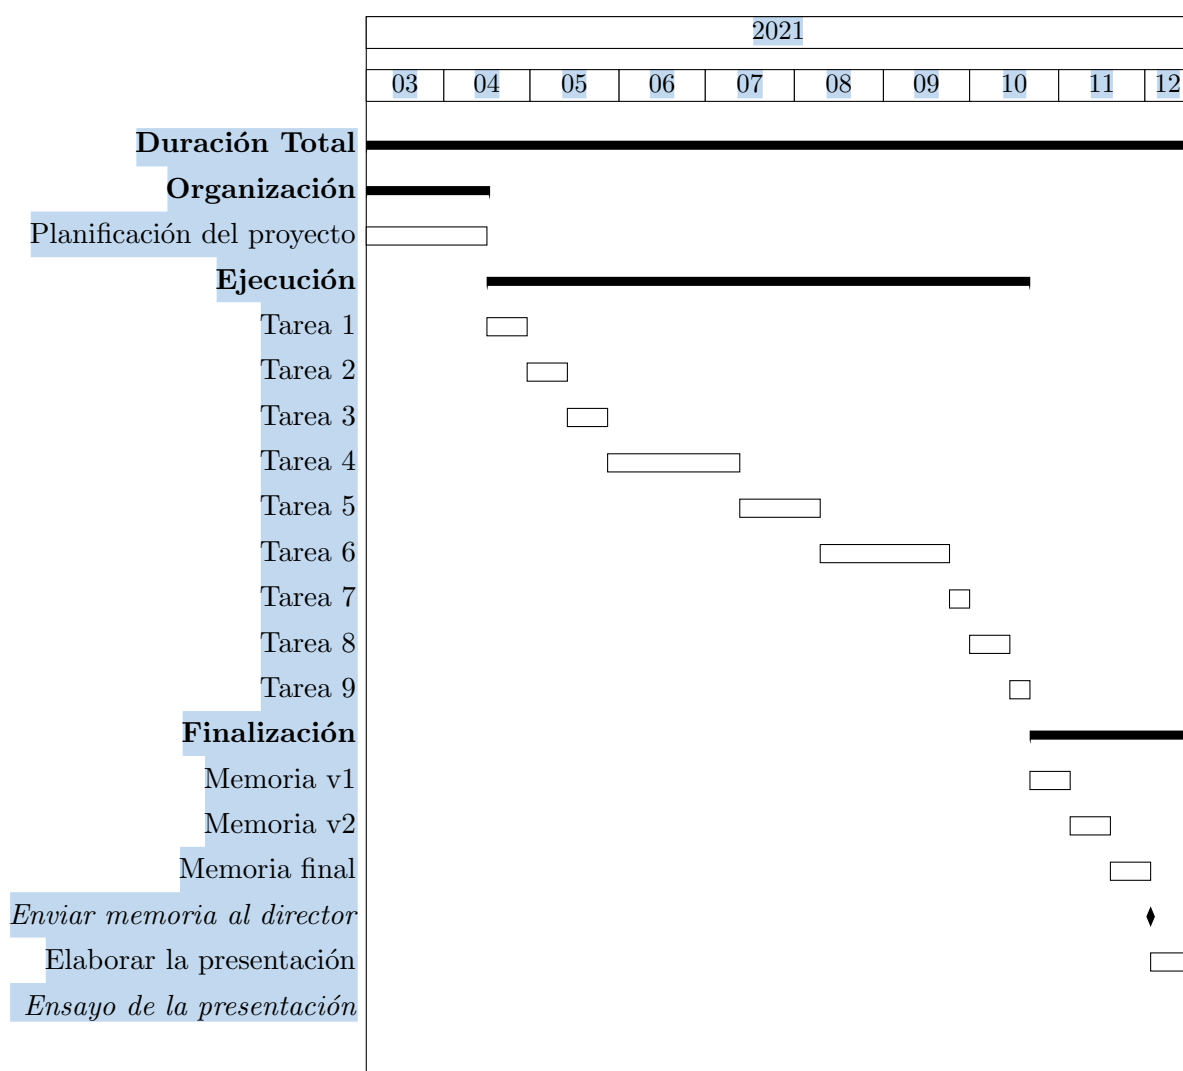 2021
03 04 05 06 07 08 09 10 11 12
Duración Total
Organización
Planificación del proyecto
Ejecución
Tarea 1
Tarea 2
Tarea 3
Tarea 4
Tarea 5
Tarea 6
Tarea 7
Tarea 8
Tarea 9
Finalización
Memoria v1
Memoria v2
Memoria final
Enviar memoria al director
Elaborar la presentación
Ensayo de la presentación